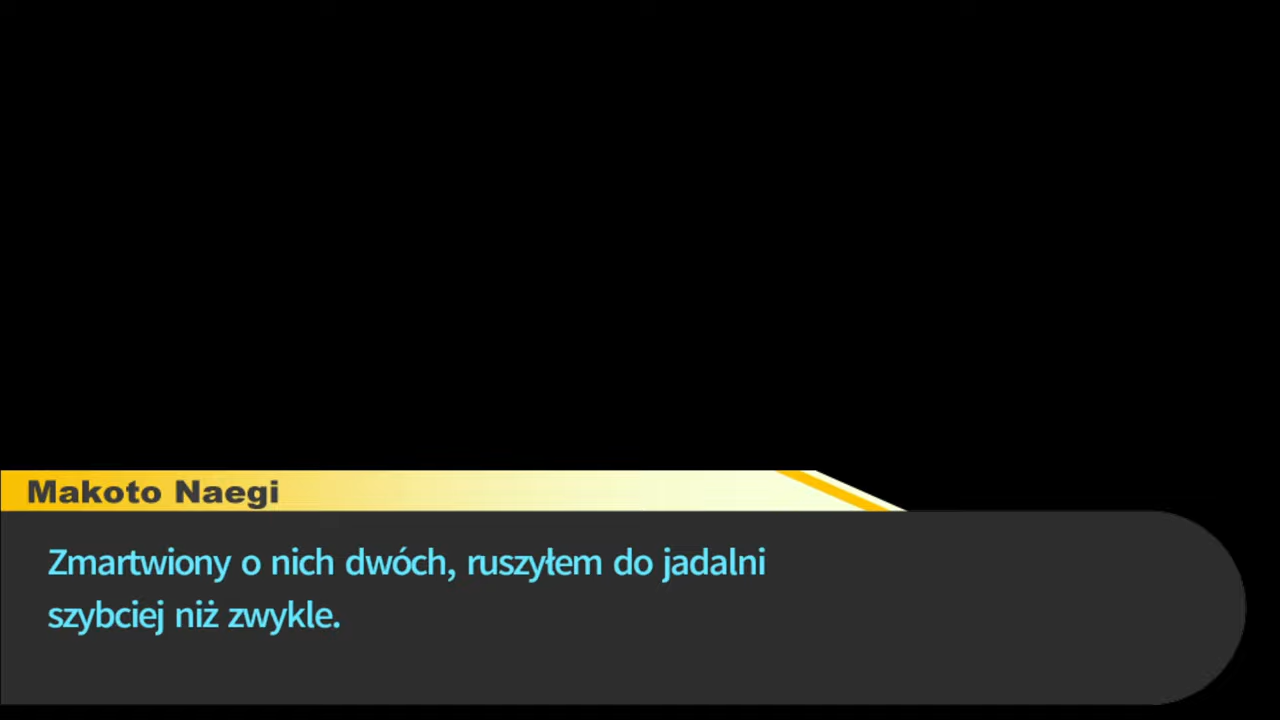 Makoto Naegi
Zmartwiony o nich dwóch, ruszyłem do jadalni
szybciej niż zwykle.